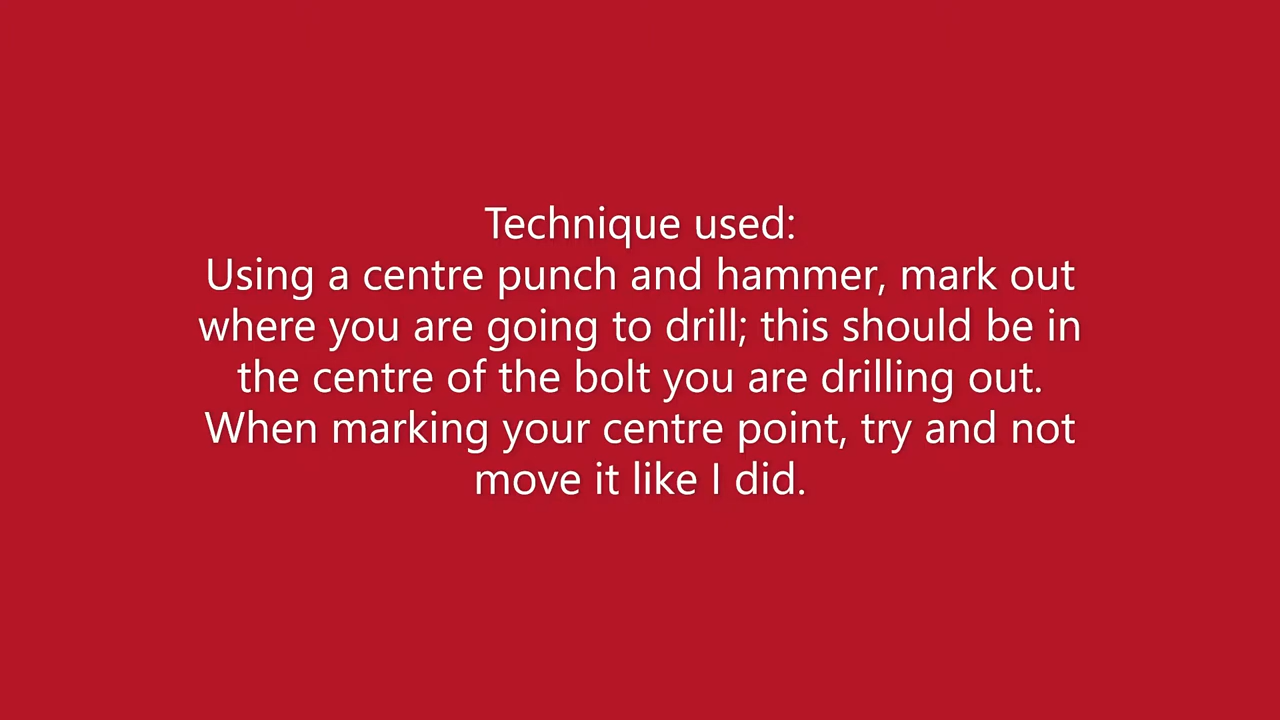 Technique used:
Using a centre punch and hammer, mark out
where you are going to drill; this should be in
the centre of the bolt you are drilling out.
When marking your centre point, try and not
move it like I did.